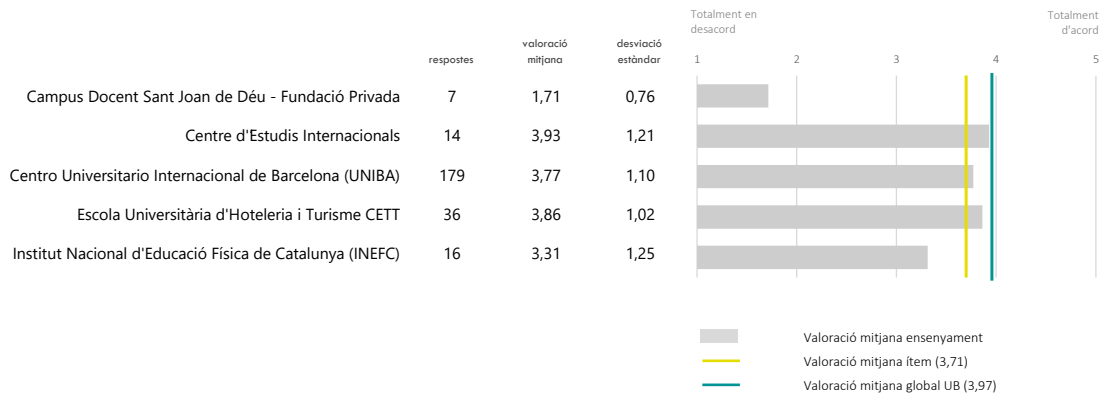 Totalment en desacord
Totalment d'acord
respostes
valoració mitjana
desviació estàndar
1 2 3 4 5
Campus Docent Sant Joan de Déu - Fundació Privada 7 1,71 0,76
Centre d'Estudis Internacionals 14 3,93 1,21
Centro Universitario Internacional de Barcelona (UNIBA) 179 3,77 1,10
Escola Universitària d'Hoteleria i Turisme CETT 36 3,86 1,02
Institut Nacional d'Educació Física de Catalunya (INEFC) 16 3,31 1,25
Valoració mitjana ensenyament
Valoració mitjana ítem (3,71)
Valoració mitjana global UB (3,97)